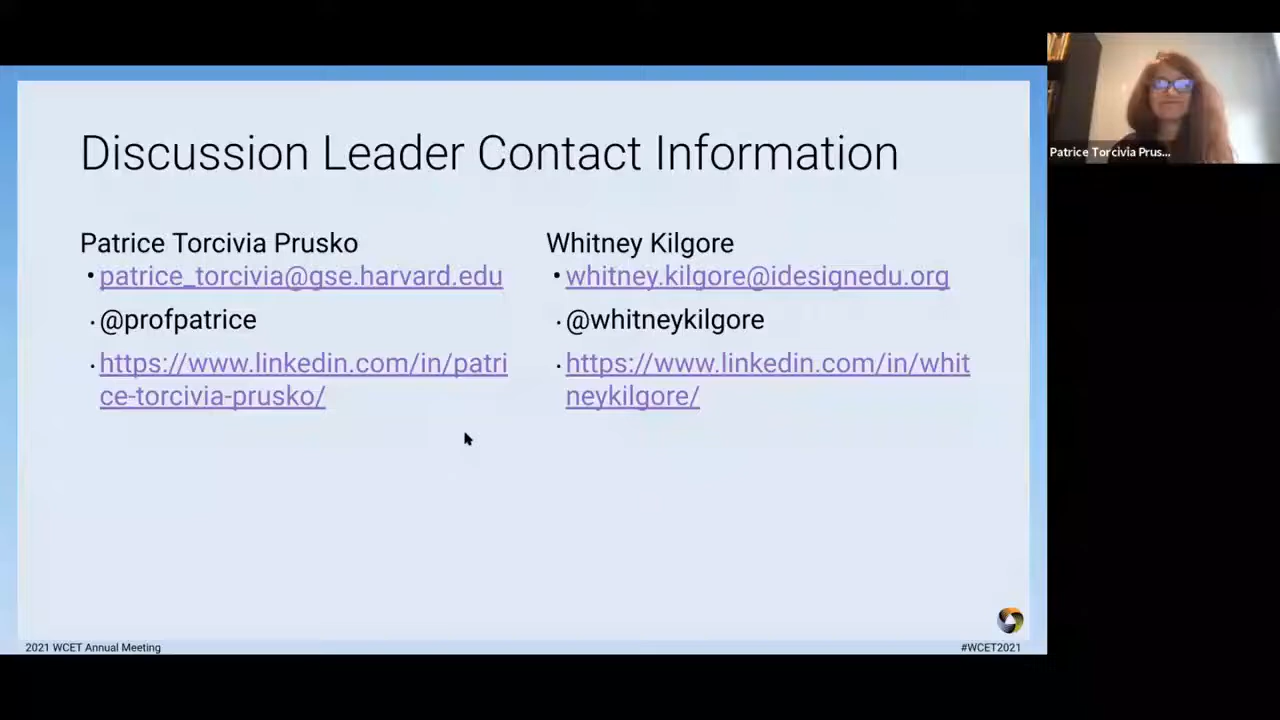 Discussion Leader Contact Information
Patrice Torcivia Prusko
• patrice_torcivia@gse.harvard.edu
· @profpatrice
· https://www.linkedin.com/in/patri
ce-torcivia-prusko/
Whitney Kilgore
• whitney.kilgore@idesignedu.org
· @whitneykilgore
· https://www.linkedin.com/in/whit
neykilgore/
2021 WCET Annual Meeting
#WCET2021
Patrice Torcivia Prus...